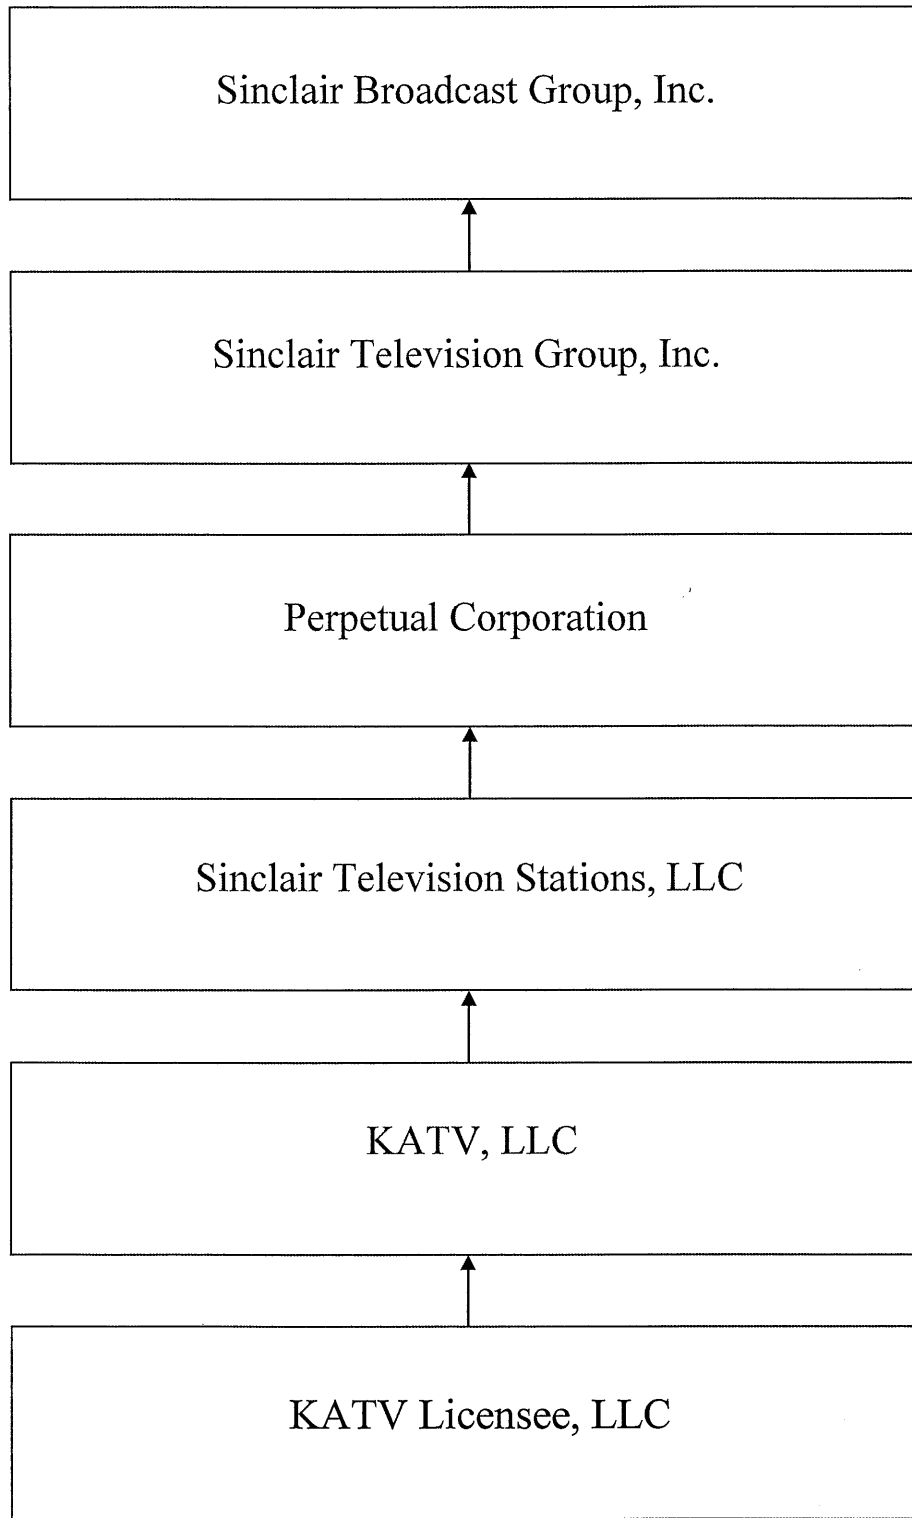 Sinclair Broadcast Group, Inc.
Sinclair Television Group, Inc.
Perpetual Corporation
Sinclair Television Stations, LLC
KATV, LLC
KATV Licensee, LLC